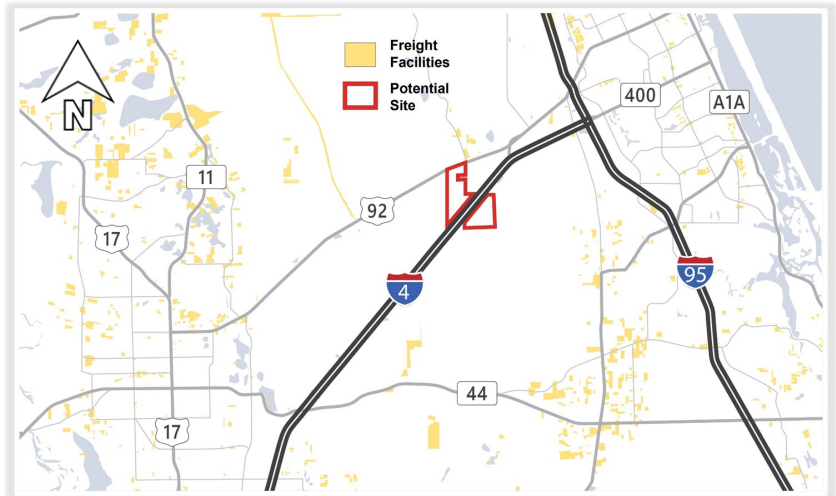 N
Freight
Facilities
Potential
Site
400
A1A
11
92
17
4
95
44
17